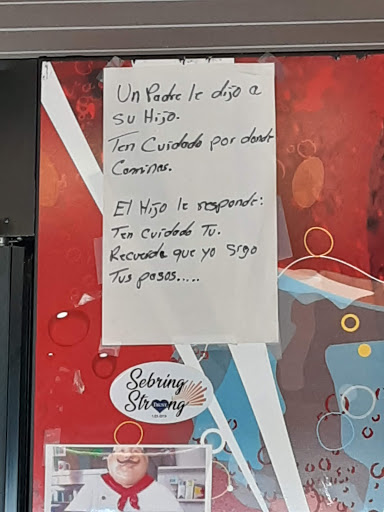 Un Padre le dijo a
su Hijo.
Ten Cuidado por donde
Caminas.
El Hijo le responde:
Ten cuidado Tu.
Recuerda que yo sigo
Tus pasos.....
Sebring
Strong